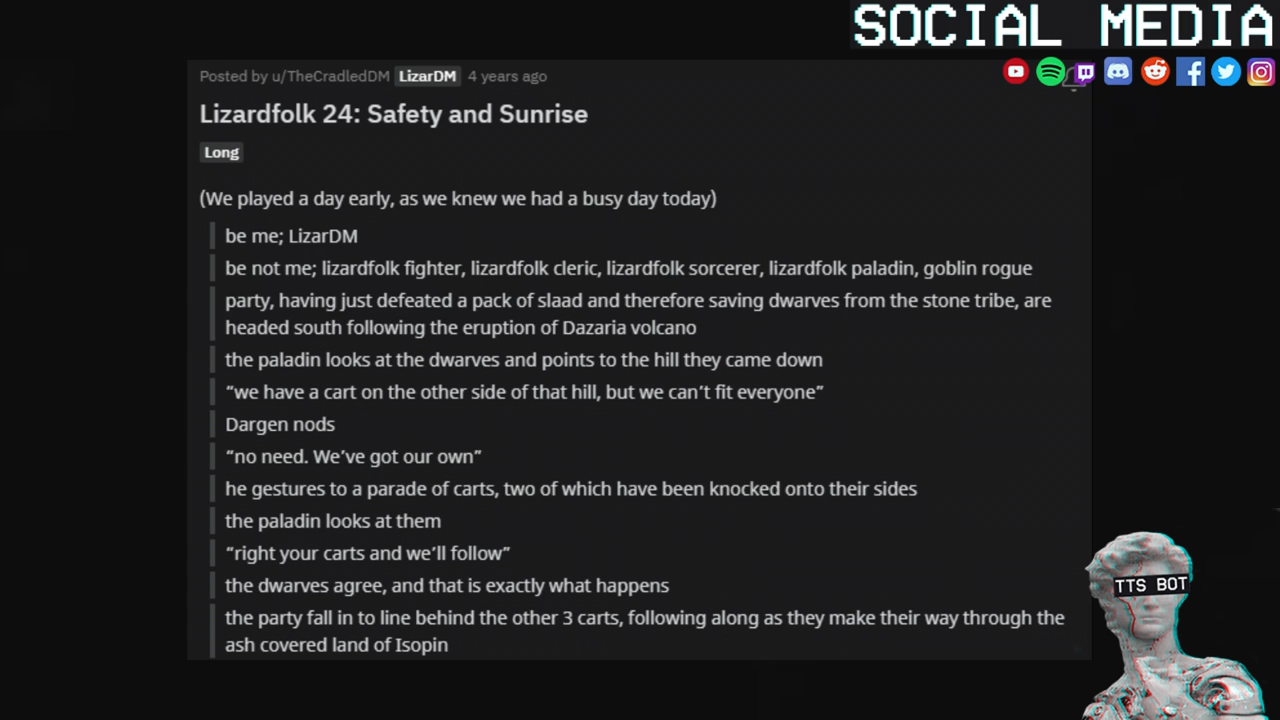 SOCIAL MEDIA
Posted by u/TheCradledDM LizarDM 4 years ago
Lizardfolk 24: Safety and Sunrise
Long
(We played a day early, as we knew we had a busy day today)
be me; LizarDM
be not me; lizardfolk fighter, lizardfolk cleric, lizardfolk sorcerer, lizardfolk paladin, goblin rogue
party, having just defeated a pack of slaad and therefore saving dwarves from the stone tribe, are
headed south following the eruption of Dazaria volcano
the paladin looks at the dwarves and points to the hill they came down
“we have a cart on the other side of that hill, but we can’t fit everyone”
Dargen nods
“no need. We’ve got our own”
he gestures to a parade of carts, two of which have been knocked onto their sides
the paladin looks at them
“right your carts and we’ll follow”
the dwarves agree, and that is exactly what happens
the party fall in to line behind the other 3 carts, following along as they make their way through the
ash covered land of Isopin
TTS BOT